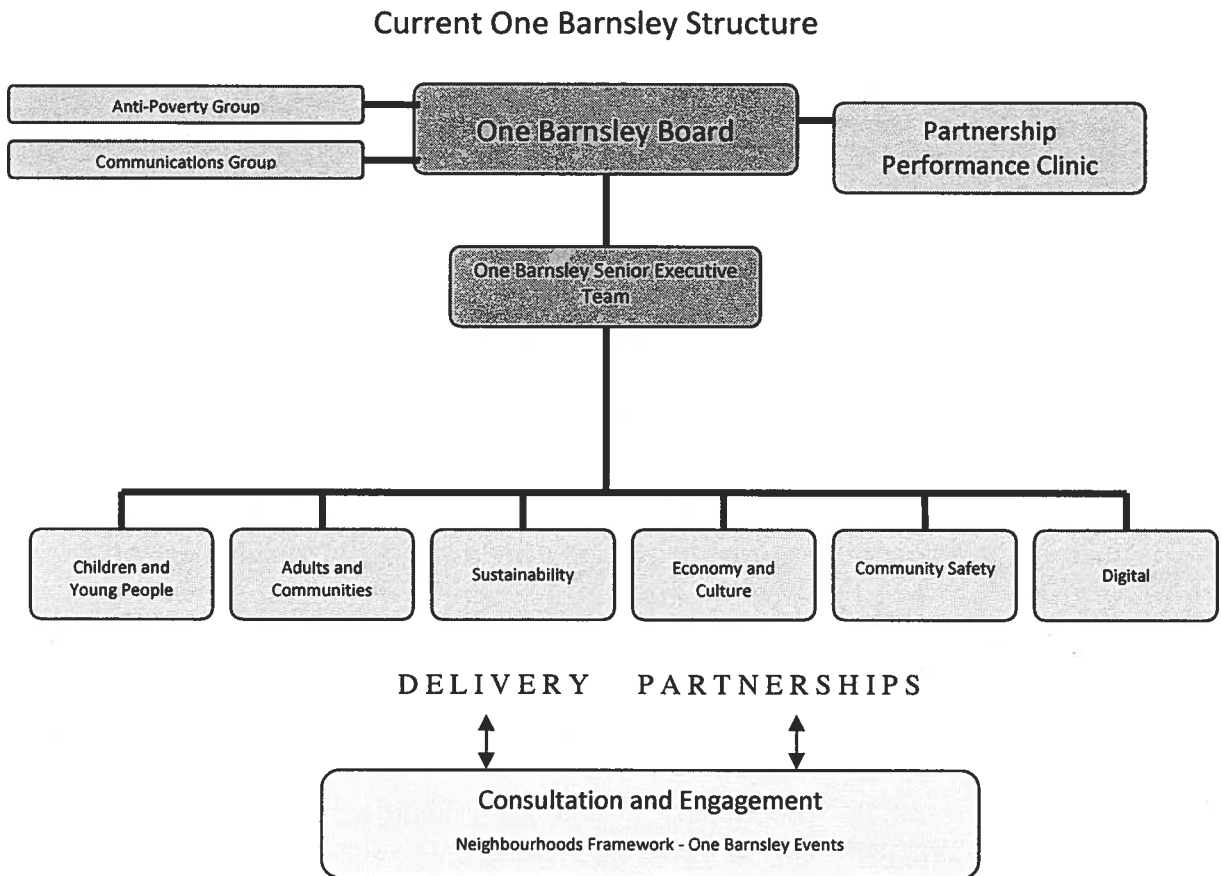 Current One Barnsley Structure
Anti-Poverty Group
Communications Group
One Barnsley Board
Partnership
Performance Clinic
One Barnsley Senior Executive
Team
Children and
Young People
Adults and
Communities
Sustainability
Economy and
Culture
Community Safety
Digital
DELIVERY PARTNERSHIPS
Consultation and Engagement
Neighbourhoods Framework - One Barnsley Events